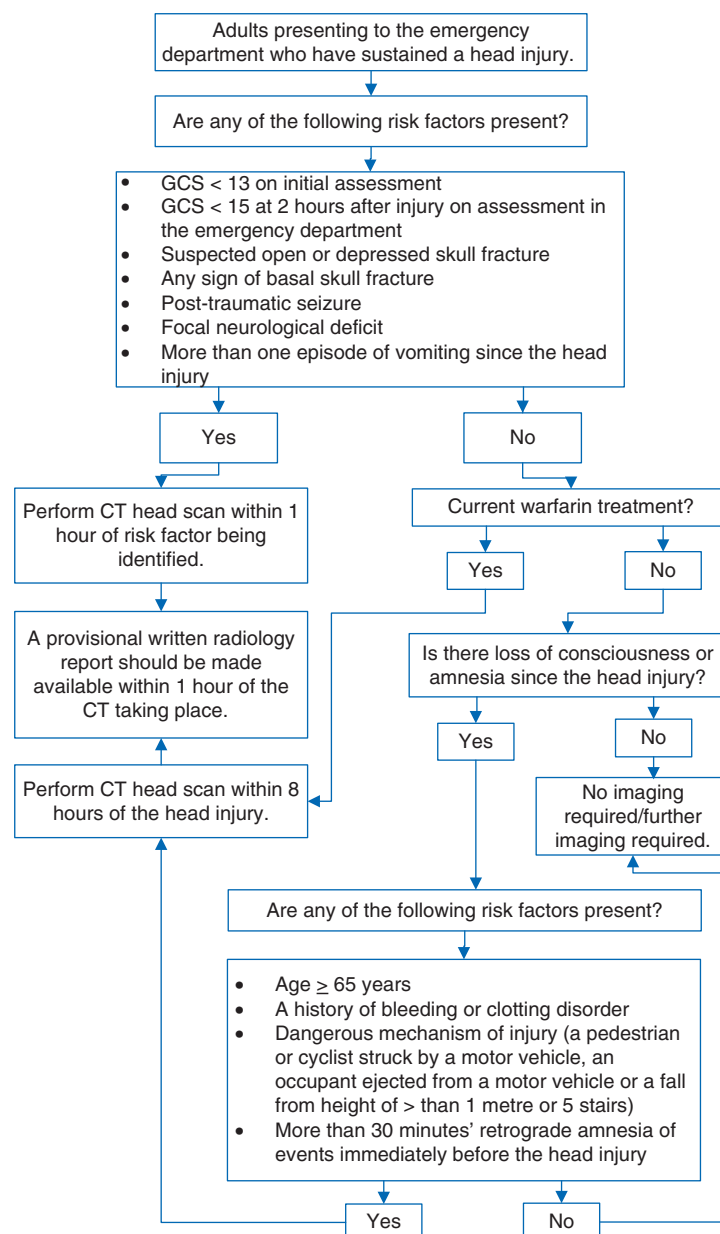 Adults presenting to the emergency
department who have sustained a head injury.
Are any of the following risk factors present?
• GCS < 13 on initial assessment
• GCS < 15 at 2 hours after injury on assessment in
the emergency department
• Suspected open or depressed skull fracture
• Any sign of basal skull fracture
• Post-traumatic seizure
• Focal neurological deficit
• More than one episode of vomiting since the head
injury
Yes
No
Perform CT head scan within 1
hour of risk factor being
identified.
Current warfarin treatment?
Yes
No
A provisional written radiology
report should be made
available within 1 hour of the
CT taking place.
Is there loss of consciousness or
amnesia since the head injury?
Yes
No
Perform CT head scan within 8
hours of the head injury.
No imaging
required/further
imaging required.
Are any of the following risk factors present?
• Age ≥ 65 years
• A history of bleeding or clotting disorder
• Dangerous mechanism of injury (a pedestrian
or cyclist struck by a motor vehicle, an
occupant ejected from a motor vehicle or a fall
from height of > than 1 metre or 5 stairs)
• More than 30 minutes' retrograde amnesia of
events immediately before the head injury
Yes
No